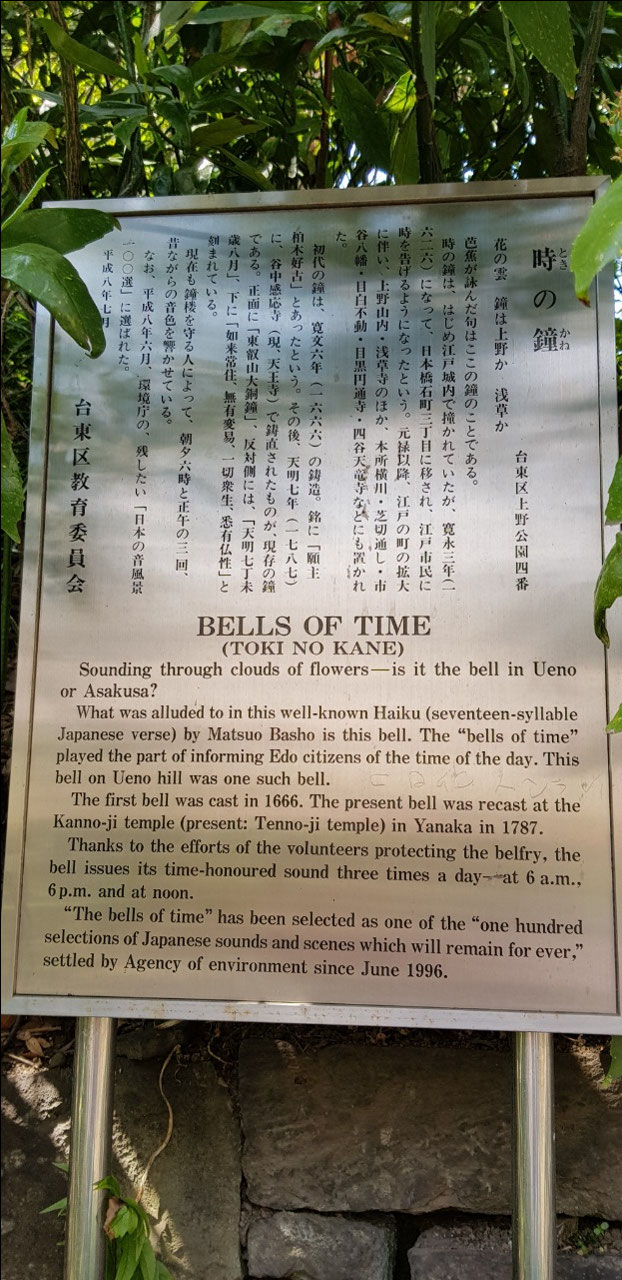 時の鐘
とき かね
台東区上野公園四番
花の雲 鐘は上野か 浅草か
芭蕉が詠んだ句はここの鐘のことである。
時の鐘は、はじめ江戸城内で撞かれていたが、寛永三年(一
六二六)になって、日本橋石町三丁目に移され、江戸市民に
時を告げるようになったという。元禄以降、江戸の町の拡大
に伴い、上野山内・浅草寺のほか、本所横川・芝切通し・市
谷八幡・目白不動・目黒円通寺・四谷天竜寺などにも置かれ
た。
初代の鐘は、寛文六年(一六六六)の鋳造。銘に「願主
柏木好古」とあったという。その後、天明七年(一七八七)
に、谷中感応寺(現、天王寺)で鋳直されたものが、現存の鐘
である。正面に「東叡山大銅鐘」、反対側には、「天明七丁未
歳八月」、下に「如来常住、無有変易、一切衆生、悉有仏性」と
刻まれている。
現在も鐘楼を守る人によって、朝夕六時と正午の三回、
昔ながらの音色を響かせている。
なお、平成八年六月、環境庁の、残したい「日本の音風景
一〇〇選」に選ばれた。
平成八年七月
台東区教育委員会
BELLS OF TIME
(TOKI NO KANE)
Sounding through clouds of flowers—is it the bell in Ueno
or Asakusa?
What was alluded to in this well-known Haiku (seventeen-syllable
Japanese verse) by Matsuo Basho is this bell. The “bells of time”
played the part of informing Edo citizens of the time of the day. This
bell on Ueno hill was one such bell.
The first bell was cast in 1666. The present bell was recast at the
Kanno-ji temple (present: Tenno-ji temple) in Yanaka in 1787.
Thanks to the efforts of the volunteers protecting the belfry, the
bell issues its time-honoured sound three times a day—at 6 a.m.,
6 p.m. and at noon.
“The bells of time” has been selected as one of the “one hundred
selections of Japanese sounds and scenes which will remain for ever,”
settled by Agency of environment since June 1996.